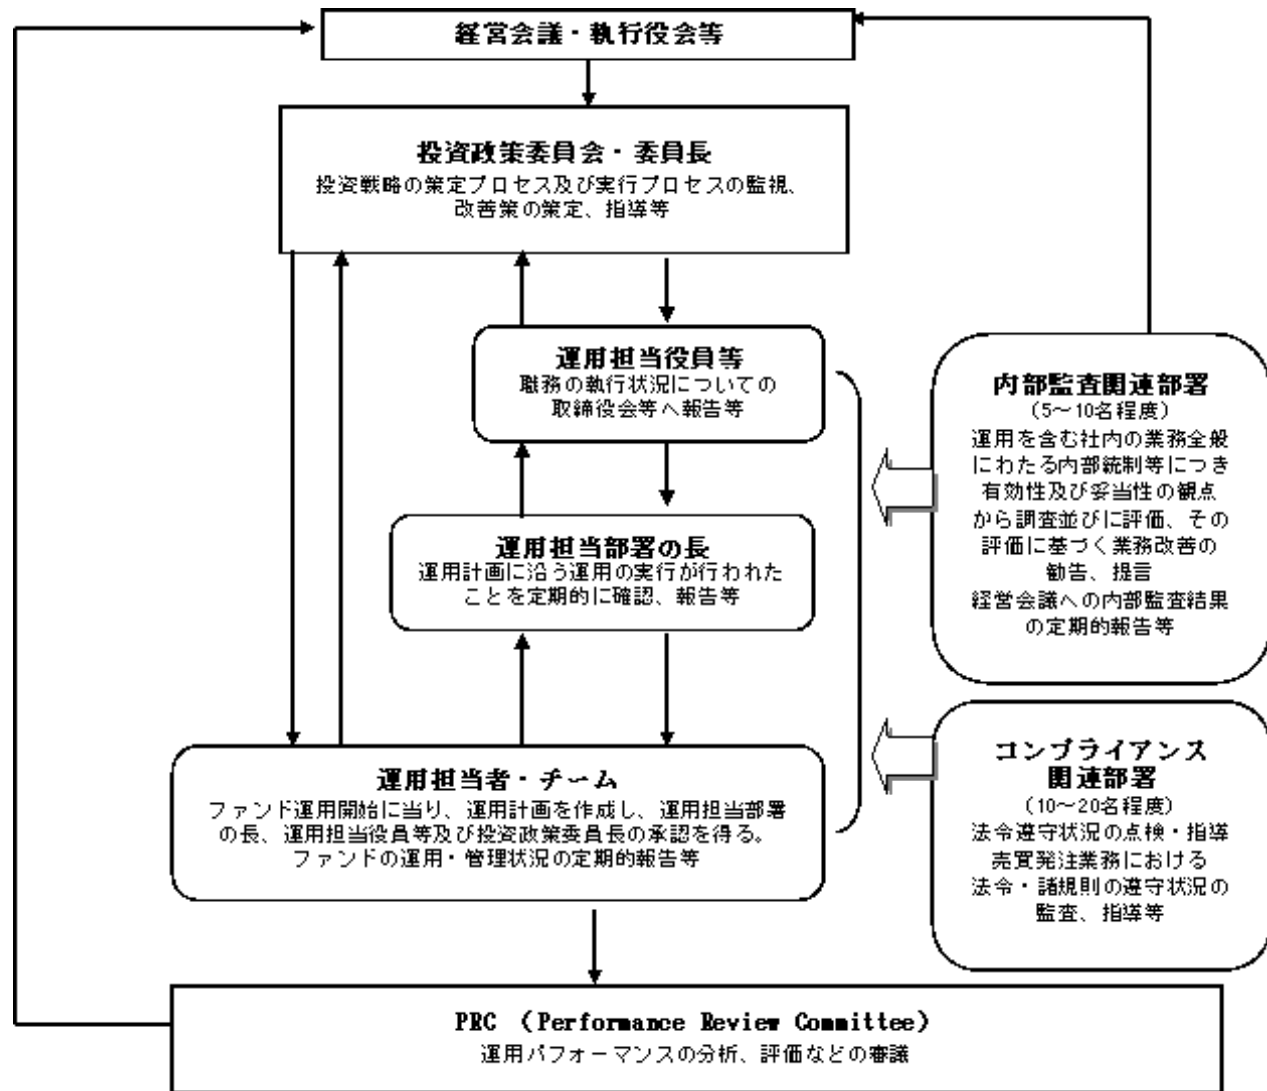 経営会議・執行役会等
投資政策委員会・委員長
投資戦略の策定プロセス及び実行プロセスの監視、
改善策の策定、指導等
運用担当役員等
職務の執行状況についての
取締役会等へ報告等
運用担当部署の長
運用計画に沿う運用の実行が行われた
ことを定期的に確認、報告等
運用担当者・チーム
ファンド運用開始に当り、運用計画を作成し、運用担当部署
の長、運用担当役員等及び投資政策委員長の承認を得る。
ファンドの運用・管理状況の定期的報告等
内部監査関連部署
(5～10名程度)
運用を含む社内の業務全般
にわたる内部統制等につき
有効性及び妥当性の観点
から調査並びに評価、その
評価に基づく業務改善の
勧告、提言
経営会議への内部監査結果
の定期的報告等
コンプライアンス
関連部署
(10～20名程度)
法令遵守状況の点検・指導
売買発注業務における
法令・諸規則の遵守状況の
監査、指導等
PRC (Performance Review Committee)
運用パフォーマンスの分析、評価などの審議